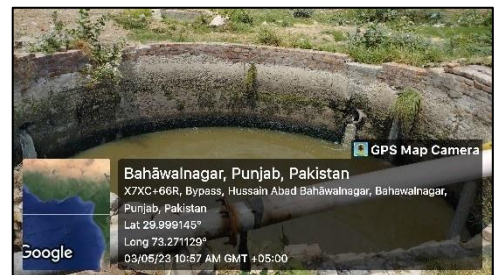 GPS Map Camera
Bahāwalnagar, Punjab, Pakistan
X7XC+66R, Bypass, Hussain Abad Bahāwalnagar, Bahawalnagar,
Punjab, Pakistan
Lat 29.999145°
Long 73.271129°
03/05/23 10:57 AM GMT +05:00
Google